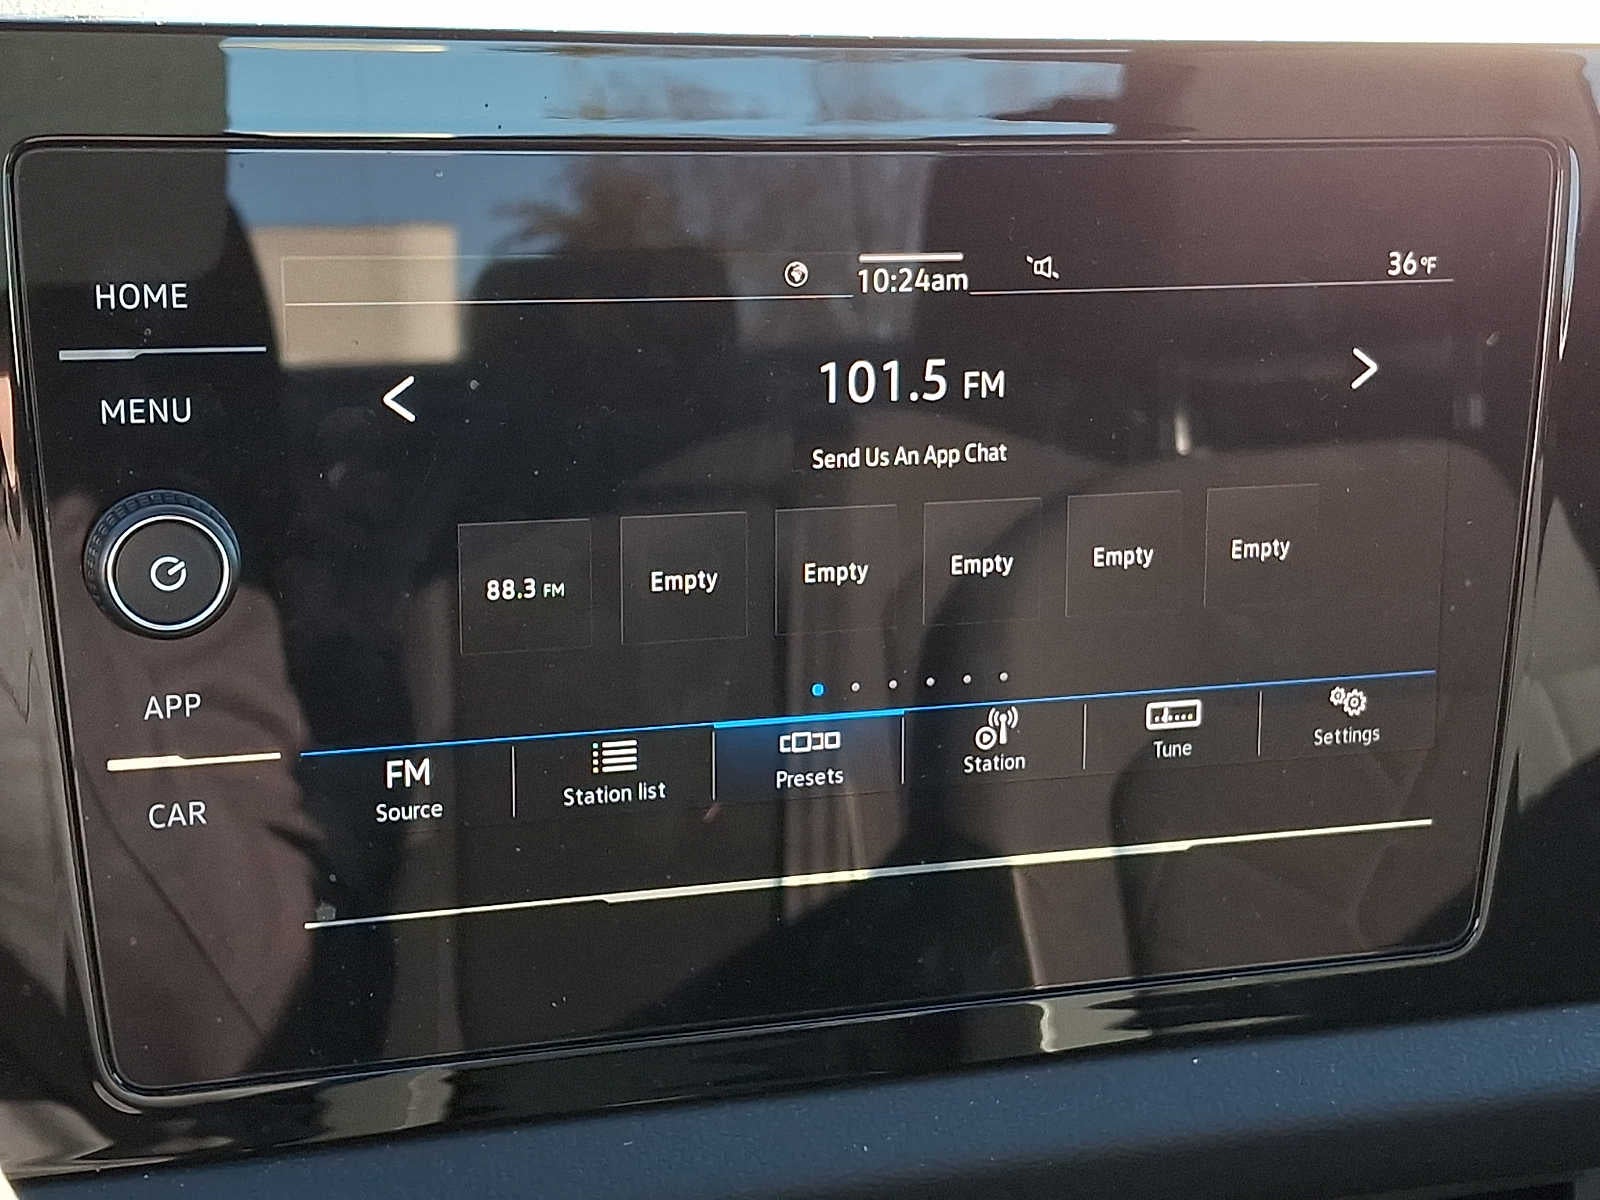 HOME
MENU
APP
CAR
10:24am
36°F
101.5 FM
Send Us An App Chat
88.3 FM
Empty
Empty
Empty
Empty
Empty
FM
Source
Station list
Presets
Station
Tune
Settings